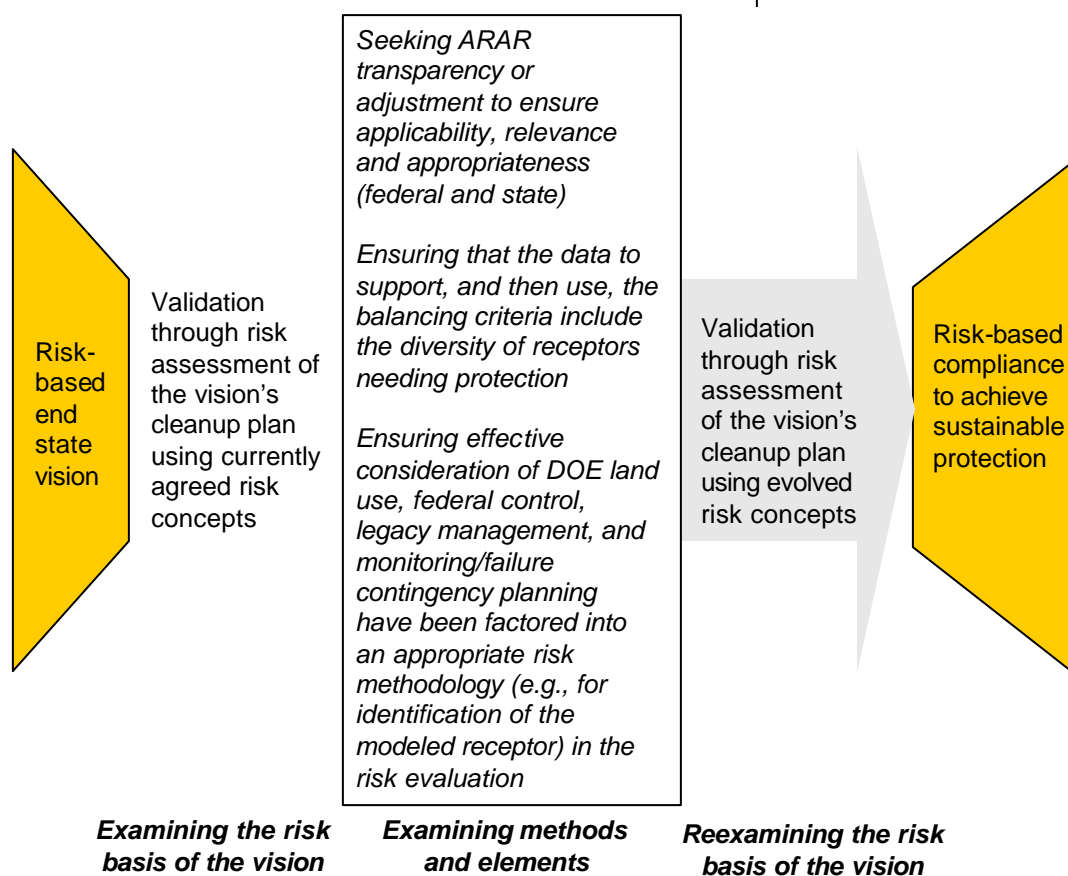 Risk-
based
end
state
vision
Validation
through risk
assessment of
the vision's
cleanup plan
using currently
agreed risk
concepts
Seeking ARAR
transparency or
adjustment to ensure
applicability, relevance
and appropriateness
(federal and state)
Ensuring that the data to
support, and then use, the
balancing criteria include
the diversity of receptors
needing protection
Ensuring effective
consideration of DOE land
use, federal control,
legacy management, and
monitoring/failure
contingency planning
have been factored into
an appropriate risk
methodology (e.g., for
identification of the
modeled receptor) in the
risk evaluation
Validation
through risk
assessment
of the vision's
cleanup plan
using evolved
risk concepts
Risk-based
compliance
to achieve
sustainable
protection
Examining the risk
basis of the vision
Examining methods
and elements
Reexamining the risk
basis of the vision